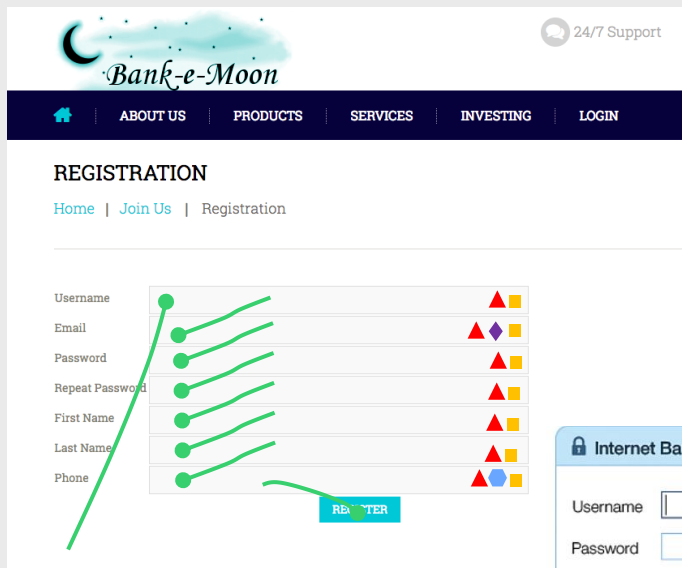 24/7 Support
Bank-e-Moon
ABOUT US PRODUCTS SERVICES INVESTING LOGIN
REGISTRATION
Home | Join Us | Registration
Username
Email
Password
Repeat Password
First Name
Last Name
Phone
REGISTER
Internet Ba
Username
Password